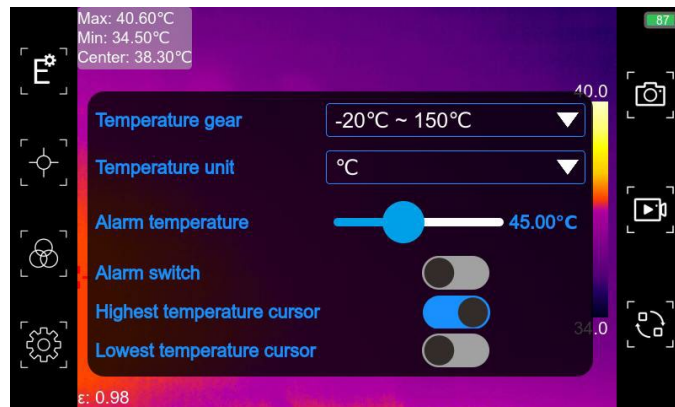 Max: 40.60°C
Min: 34.50°C
Center: 38.30°C
87
E
40.0
Temperature gear
-20°C ~ 150°C
Temperature unit
°C
Alarm temperature
45.00°C
Alarm switch
Highest temperature cursor
34.0
Lowest temperature cursor
ε: 0.98